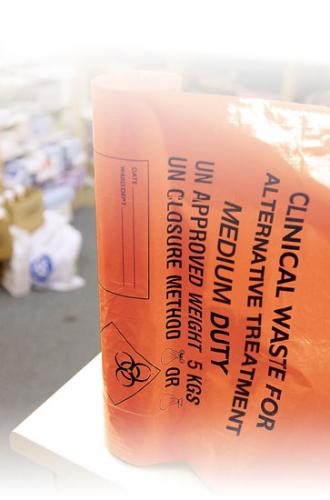 CLINICAL WASTE FOR
ALTERNATIVE TREATMENT
MEDIUM DUTY
UN APPROVED WEIGHT 5 KGS
UN CLOSURE METHOD OR
DATE
WARD/DEPT